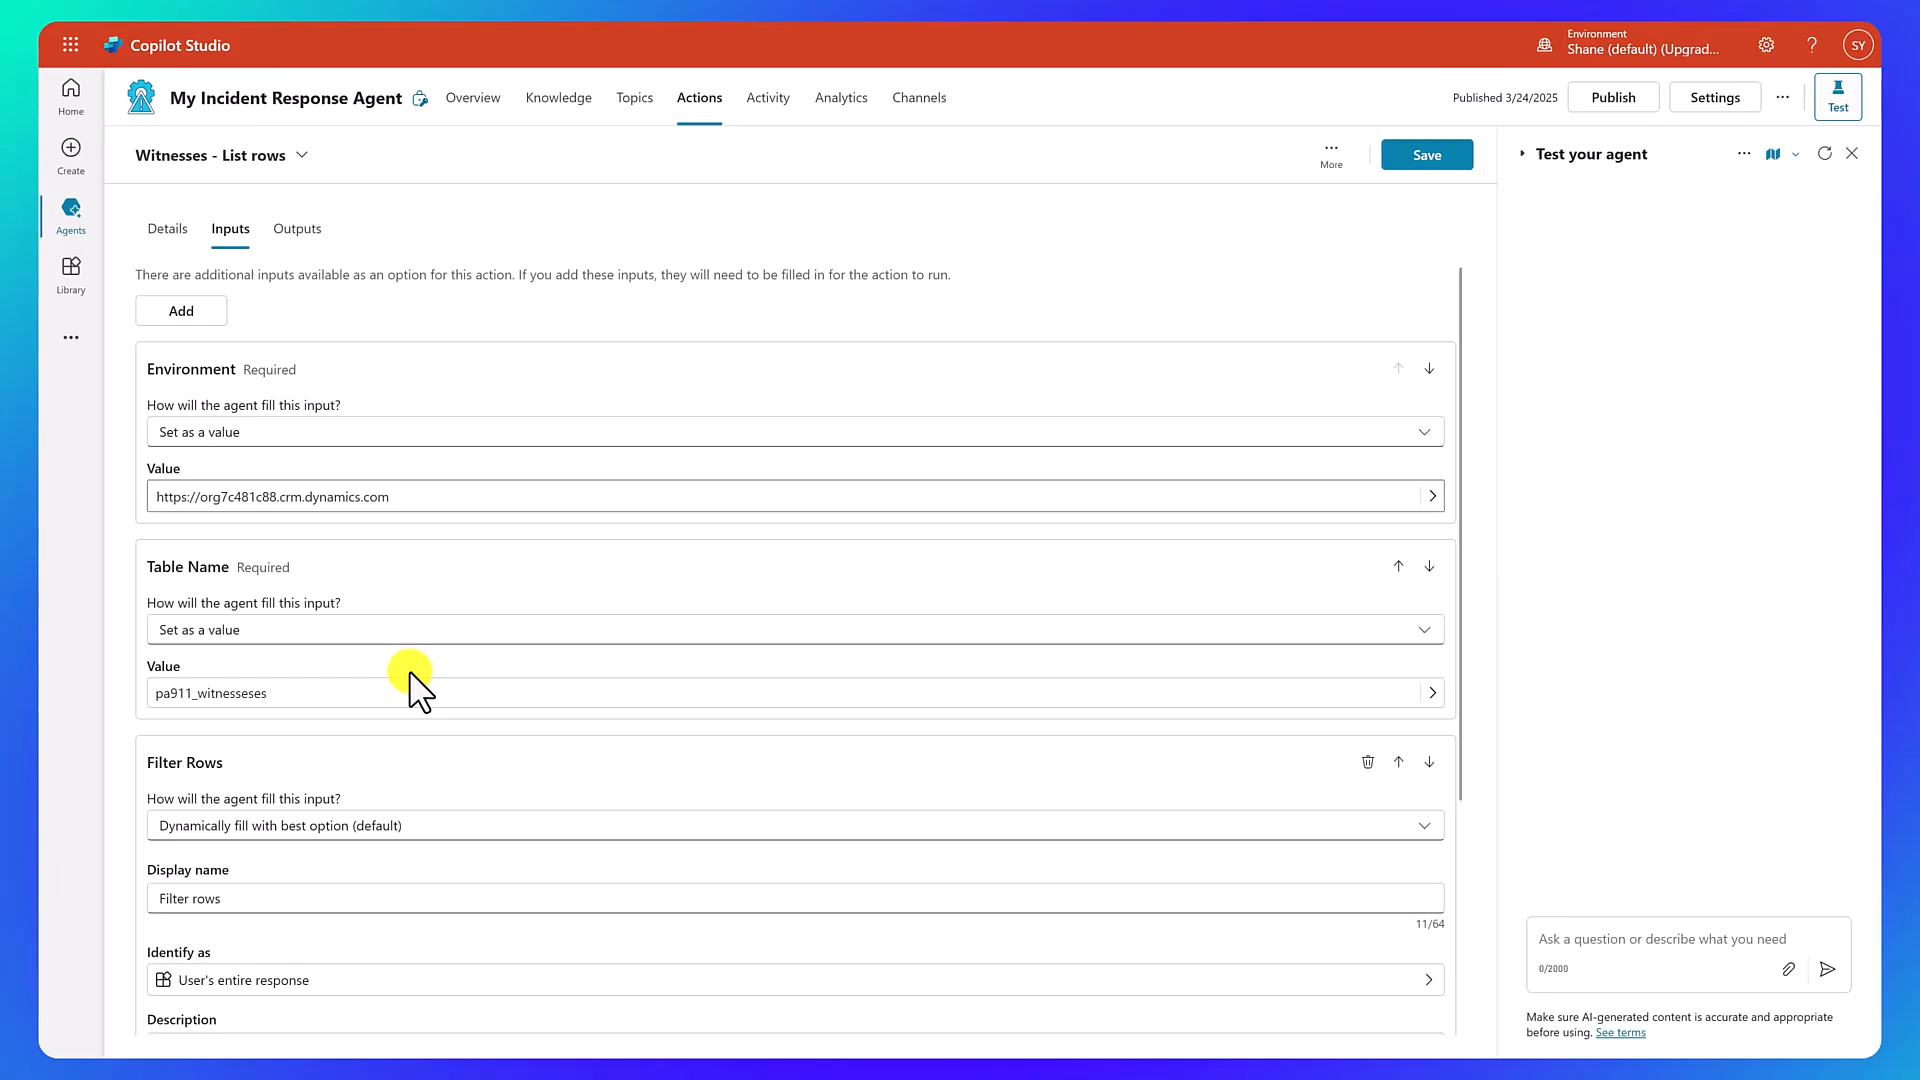 Copilot Studio
Environment
Shane (default) (Upgrad...
?
SY
Home
Create
Agents
Library
My Incident Response Agent
Overview
Knowledge
Topics
Actions
Activity
Analytics
Channels
Published 3/24/2025
Publish
Settings
Test
Witnesses - List rows
More
Save
Test your agent
Details
Inputs
Outputs
There are additional inputs available as an option for this action. If you add these inputs, they will need to be filled in for the action to run.
Add
Environment Required
How will the agent fill this input?
Set as a value
Value
https://org7c481c88.crm.dynamics.com
Table Name Required
How will the agent fill this input?
Set as a value
Value
pa911_witnesseses
Filter Rows
How will the agent fill this input?
Dynamically fill with best option (default)
Display name
Filter rows
11/64
Identify as
User's entire response
Description
Ask a question or describe what you need
0/2000
Make sure AI-generated content is accurate and appropriate
before using. See terms